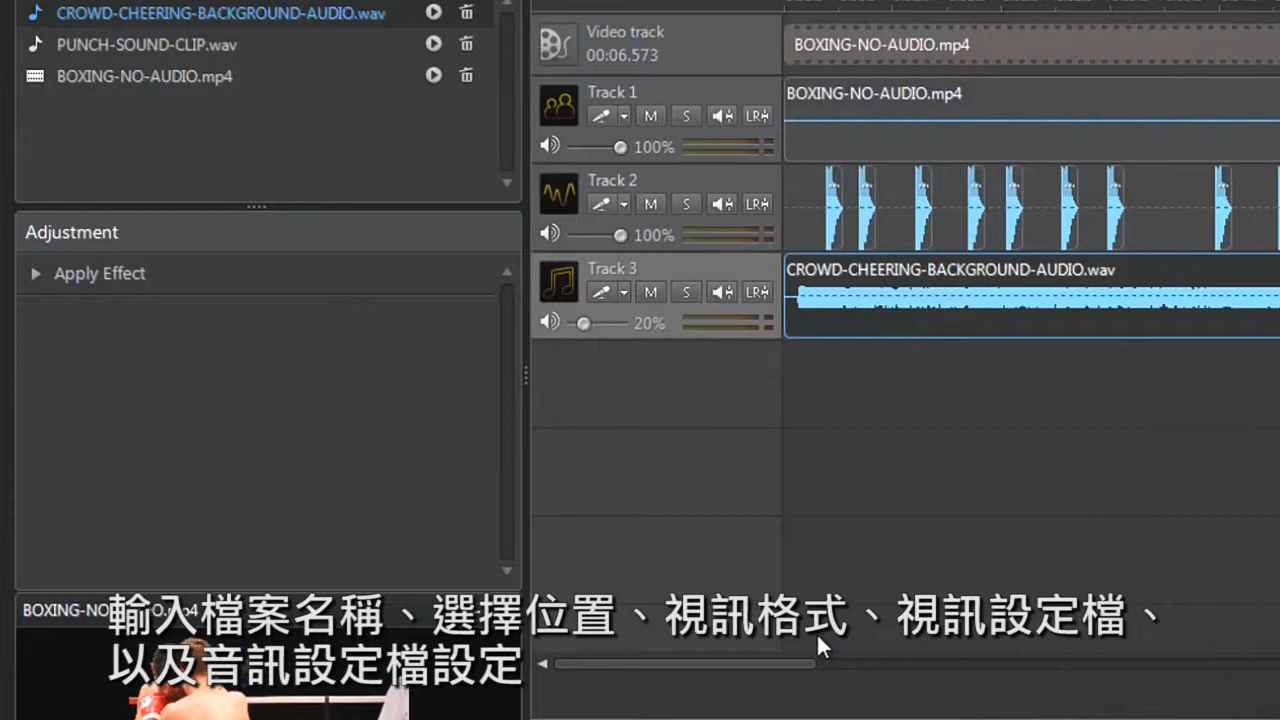 CROWD-CHEERING-BACKGROUND-AUDIO.wav
PUNCH-SOUND-CLIP.wav
BOXING-NO-AUDIO.mp4
Adjustment
Apply Effect
Video track
00:06.573
BOXING-NO-AUDIO.mp4
Track 1
M S LR
100%
BOXING-NO-AUDIO.mp4
Track 2
M S LR
100%
Track 3
M S LR
20%
CROWD-CHEERING-BACKGROUND-AUDIO.wav
輸入檔案名稱、選擇位置、視訊格式、視訊設定檔、
以及音訊設定檔設定